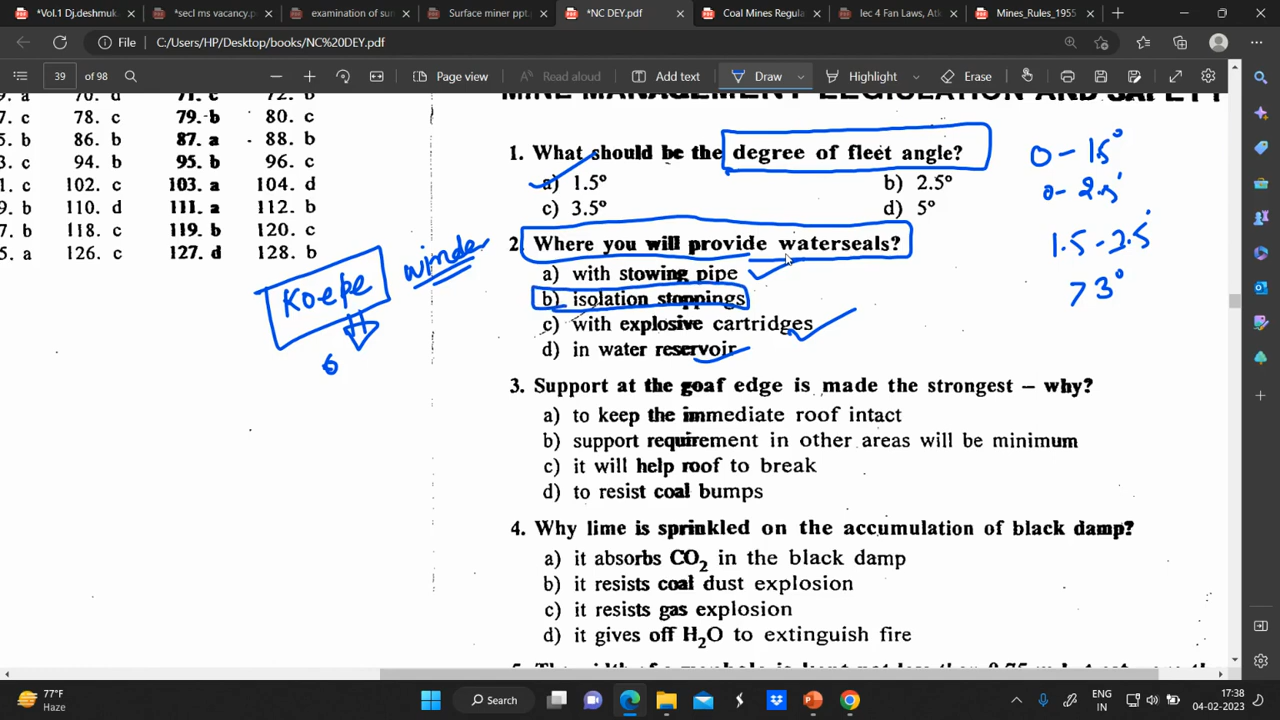 *Vol.1 Dj.deshmuk
*secl ms vacancy.pd
examination of sur
Surface miner ppt.p
*NC DEY.pdf
Coal Mines Regula
lec 4 Fan Laws, Atk
Mines_Rules_1955
File
C:/Users/HP/Desktop/books/NC%20DEY.pdf
39 of 98
Page view
Read aloud
Add text
Draw
Highlight
Erase
70. d 71. c 72. b
7. c 78. c 79. b 80. c
5. b 86. b 87. a 88. b
3. c 94. b 95. b 96. c
1. c 102. c 103. a 104. d
9. b 110. d 111. a 112. b
7. b 118. c 119. b 120. c
5. a 126. c 127. d 128. b
Koepe winder
6
MINE MANAGEMENT LEGISLATION AND SAFETY
1. What should be the degree of fleet angle?
a) 1.5° b) 2.5°
c) 3.5° d) 5°
0 - 1.5°
0 - 2.5°
1.5 - 2.5°
> 3°
2. Where you will provide waterseals?
a) with stowing pipe
b) isolation stoppings
c) with explosive cartridges
d) in water reservoir
3. Support at the goaf edge is made the strongest – why?
a) to keep the immediate roof intact
b) support requirement in other areas will be minimum
c) it will help roof to break
d) to resist coal bumps
4. Why lime is sprinkled on the accumulation of black damp?
a) it absorbs CO2 in the black damp
b) it resists coal dust explosion
c) it resists gas explosion
d) it gives off H2O to extinguish fire
77°F
Haze
Search
ENG
IN
17:38
04-02-2023